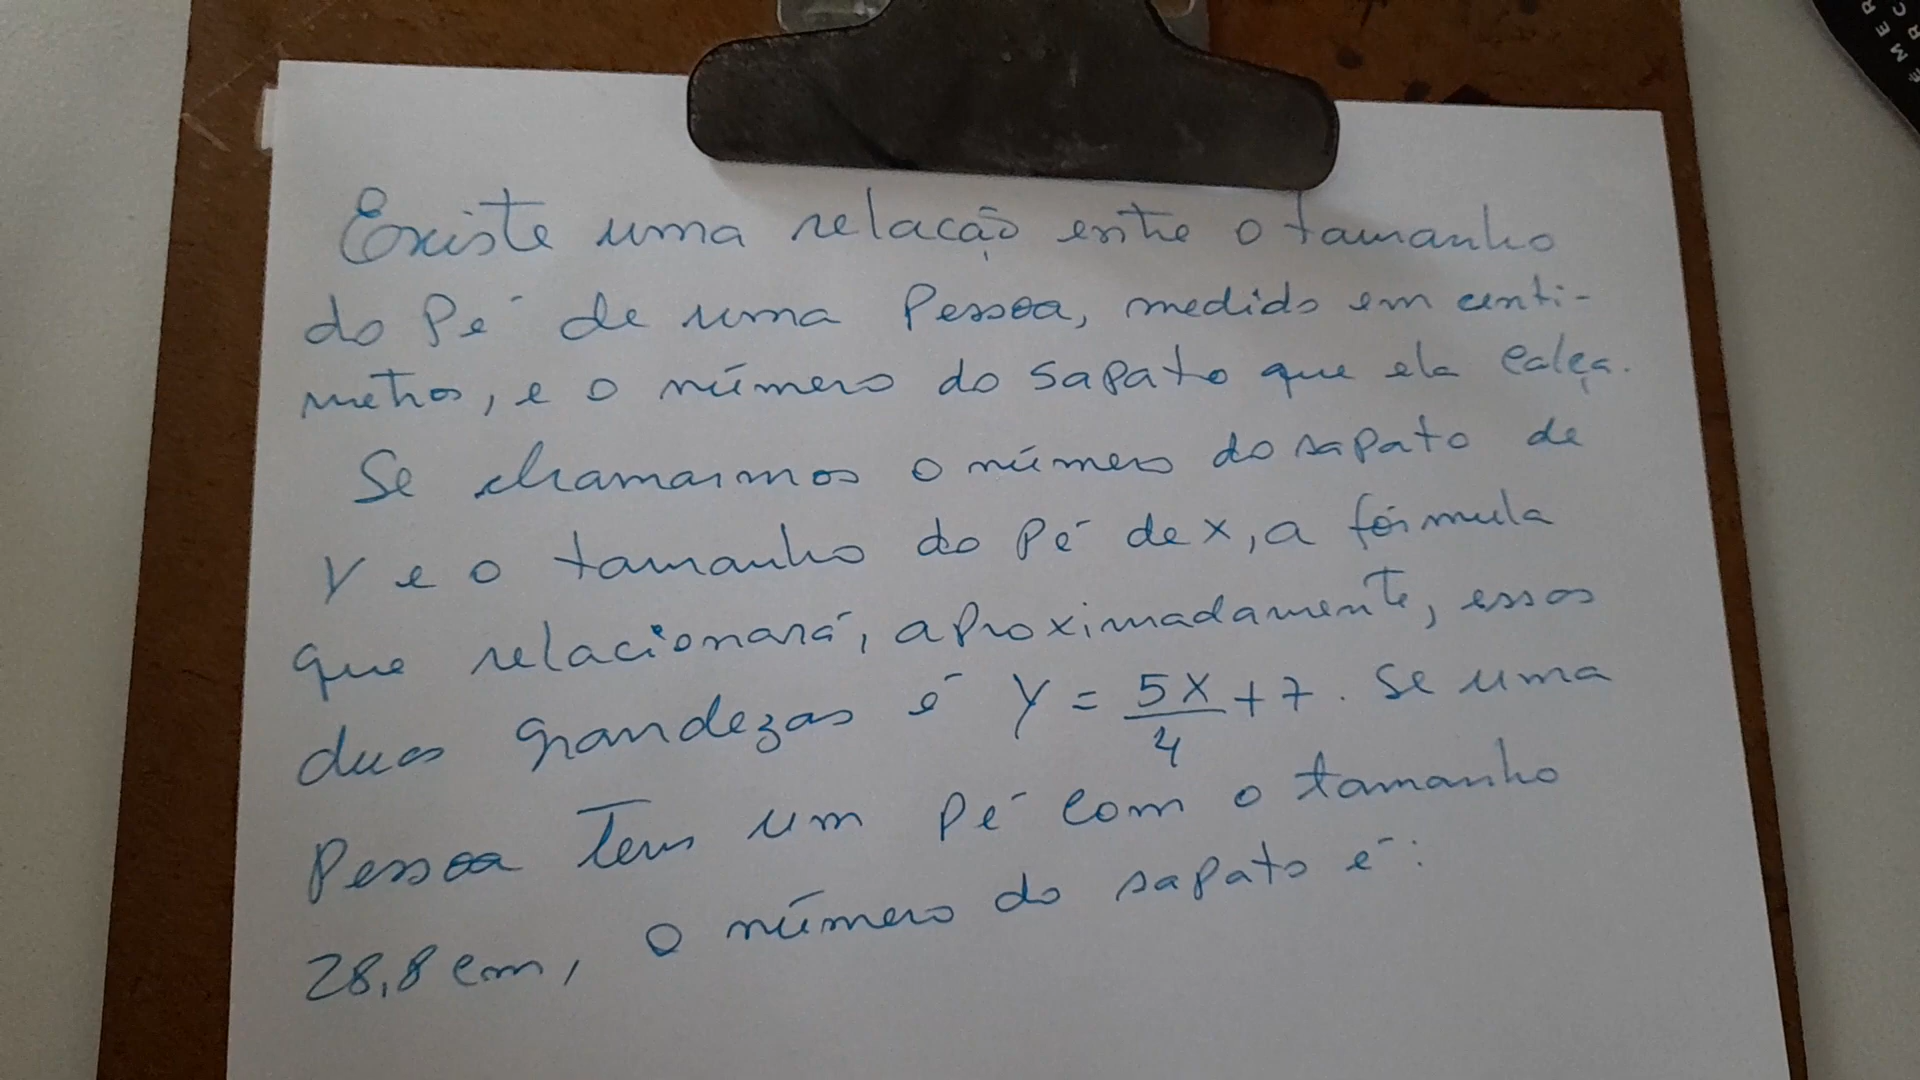 Existe uma relação entre o tamanho
do Pé de uma Pessoa, medido em centi-
metros, e o número do sapato que ela calça.
Se chamarmos o número do sapato de
Y e o tamanho do Pé de x, a fórmula
que relacionará, aproximadamente, essas
duas grandezas é Y = 5X/4 + 7. Se uma
Pessoa tem um pé com o tamanho
28,8 cm, o número do sapato é: